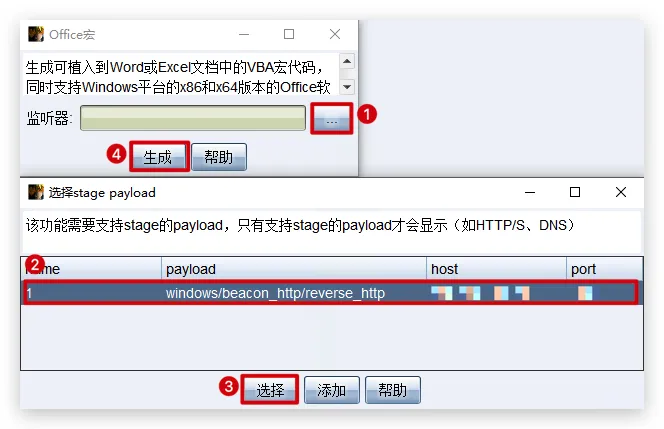 Office宏
生成可植入到Word或Excel文档中的VBA宏代码，
同时支持Windows平台的x86和x64版本的Office软
监听器:
...
1
4
生成
帮助
选择stage payload
该功能需要支持stage的payload，只有支持stage的payload才会显示（如HTTP/S、DNS）
2
payload
host
port
1
windows/beacon_http/reverse_http
3
选择
添加
帮助